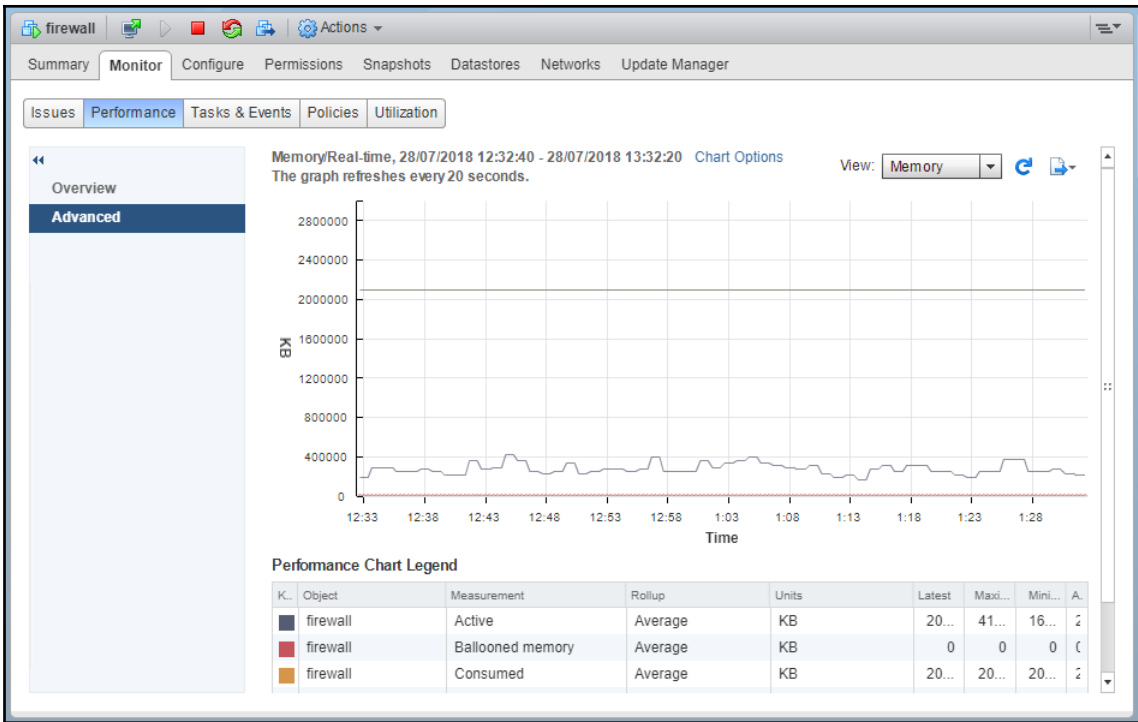 firewall Actions
Summary Monitor Configure Permissions Snapshots Datastores Networks Update Manager
Issues Performance Tasks & Events Policies Utilization
Overview
Advanced
Memory/Real-time, 28/07/2018 12:32:40 - 28/07/2018 13:32:20 Chart Options
The graph refreshes every 20 seconds.
View: Memory
2800000
2400000
2000000
1600000
1200000
800000
400000
0
KB
12:33 12:38 12:43 12:48 12:53 12:58 1:03 1:08 1:13 1:18 1:23 1:28
Time
Performance Chart Legend
K... Object Measurement Rollup Units Latest Maxi... Mini... A.
firewall Active Average KB 20... 41... 16...
firewall Ballooned memory Average KB 0 0 0
firewall Consumed Average KB 20... 20... 20...